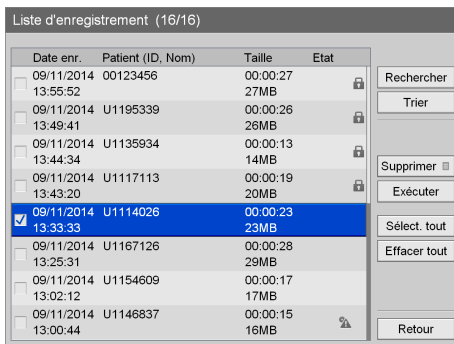 Liste d'enregistrement (16/16)
Date enr. Patient (ID, Nom) Taille Etat
09/11/2014 00123456 00:00:27
13:55:52 27MB
09/11/2014 U1195339 00:00:26
13:49:41 26MB
09/11/2014 U1135934 00:00:13
13:44:34 14MB
09/11/2014 U1117113 00:00:19
13:43:20 20MB
09/11/2014 U1114026 00:00:23
13:33:33 23MB
09/11/2014 U1167126 00:00:28
13:25:31 29MB
09/11/2014 U1154609 00:00:17
13:02:12 17MB
09/11/2014 U1146837 00:00:15
13:00:44 16MB
Rechercher
Trier
Supprimer
Exécuter
Sélect. tout
Effacer tout
Retour